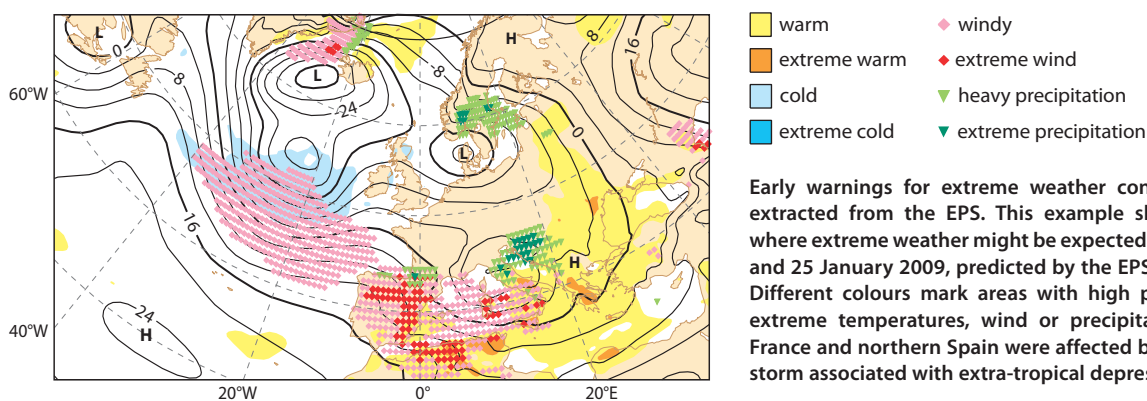 L
0
8
60°W
L
24
H
8
8
16
0
0
L
16
24
H
H
40°W
20°W
0°
20°E
warm
extreme warm
cold
extreme cold
windy
extreme wind
heavy precipitation
extreme precipitation
Early warnings for extreme weather con
extracted from the EPS. This example s
where extreme weather might be expected
and 25 January 2009, predicted by the EPS
Different colours mark areas with high p
extreme temperatures, wind or precipita
France and northern Spain were affected b
storm associated with extra-tropical depres